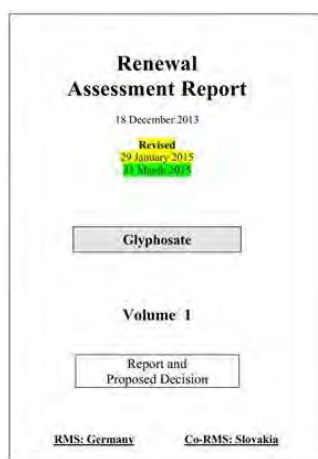 Renewal
Assessment Report
18 December 2013
Revised
29 January 2015
31 March 2015
Glyphosate
Volume 1
Report and
Proposed Decision
RMS: Germany Co-RMS: Slovakia